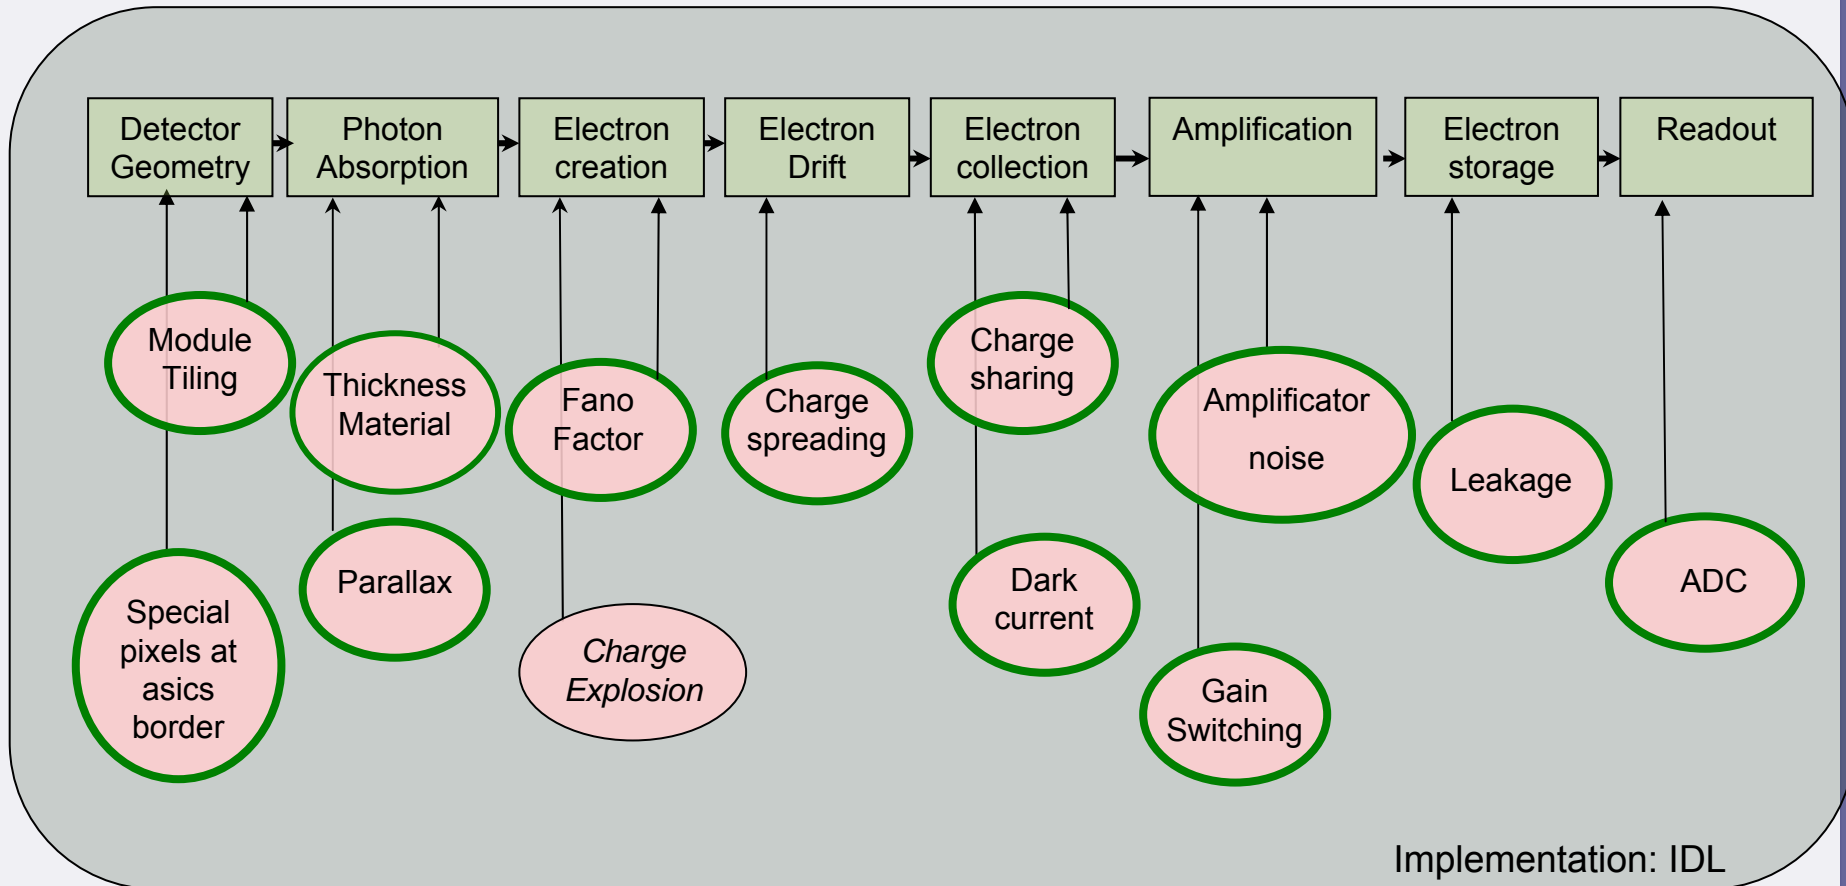 Detector
Geometry
Photon
Absorption
Electron
creation
Electron
Drift
Electron
collection
Amplification
Electron
storage
Readout
Module
Tiling
Thickness
Material
Fano
Factor
Charge
spreading
Charge
sharing
Amplificator
noise
Leakage
ADC
Special
pixels at
asics
border
Parallax
Charge
Explosion
Dark
current
Gain
Switching
Implementation: IDL